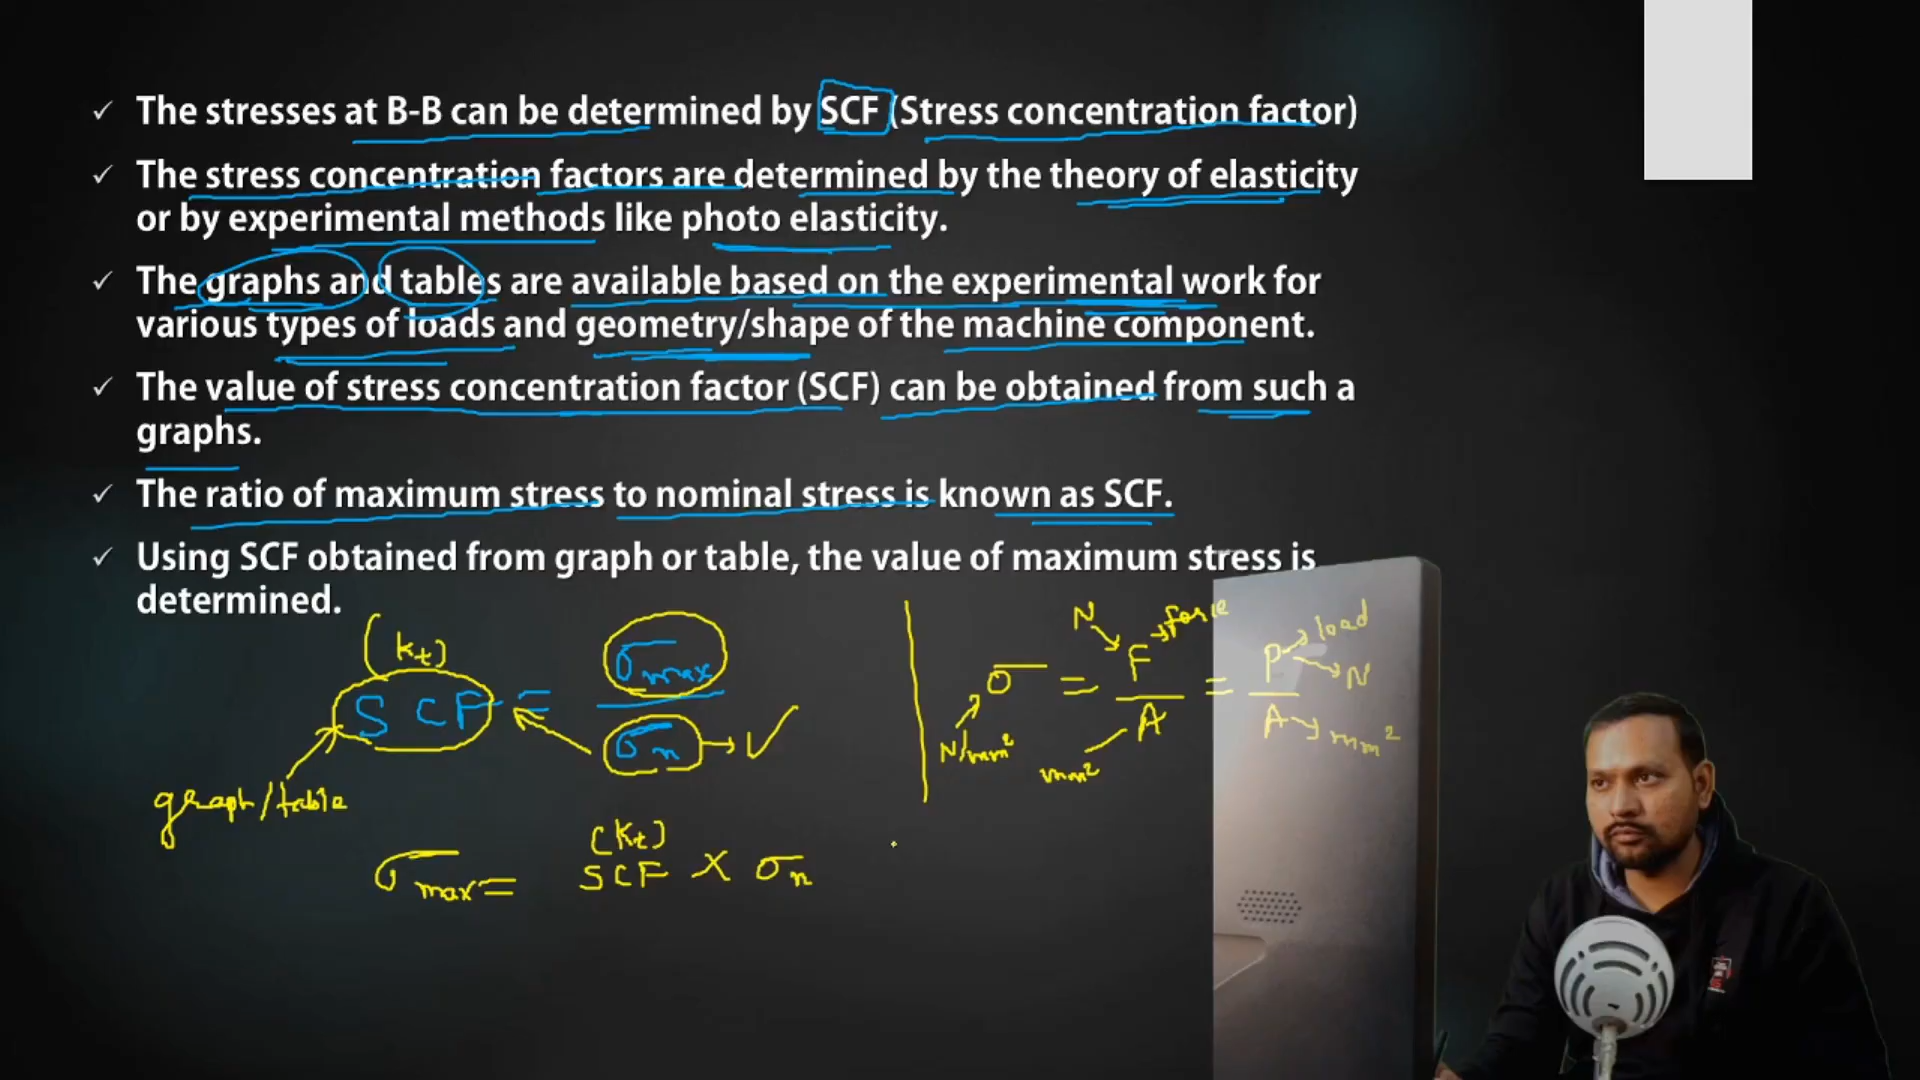 ✓ The stresses at B-B can be determined by SCF (Stress concentration factor)
✓ The stress concentration factors are determined by the theory of elasticity
or by experimental methods like photo elasticity.
✓ The graphs and tables are available based on the experimental work for
various types of loads and geometry/shape of the machine component.
✓ The value of stress concentration factor (SCF) can be obtained from such a
graphs.
✓ The ratio of maximum stress to nominal stress is known as SCF.
✓ Using SCF obtained from graph or table, the value of maximum stress is
determined.
(Kt)
SCF = σmax / σn → ✓
graph/table
σmax = SCF × σn
(Kt)
σ = F/A = P/A
N
force
load
N
N/mm²
mm²
mm²